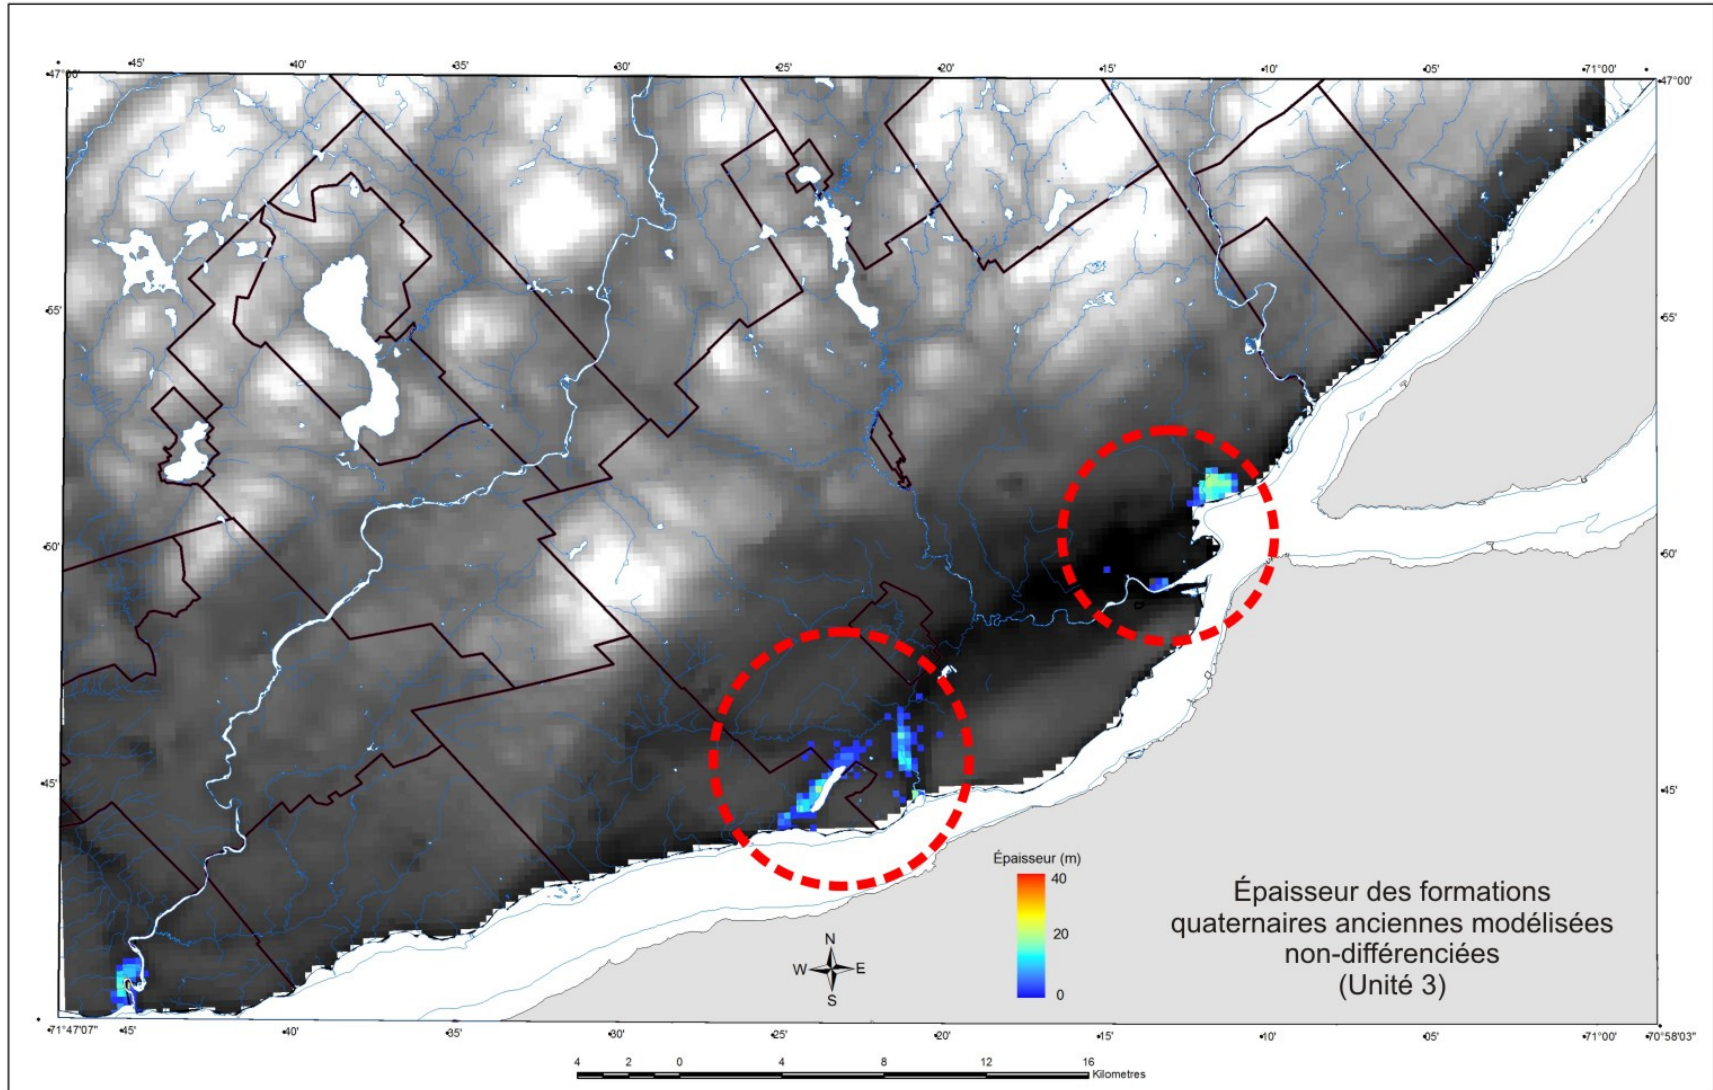 47°00' 45' 40' 35' 30' 25' 20' 15' 10' 05' 71°00' 47°00'
55' 55'
50' 50'
45' 45'
Épaisseur (m)
40
20
0
Épaisseur des formations
quaternaires anciennes modélisées
non-différenciées
(Unité 3)
N
W E
S
71°47'07" 45' 40' 35' 30' 25' 20' 15' 10' 05' 71°00' 70°58'03"
4 2 0 4 8 12 16
Kilometres